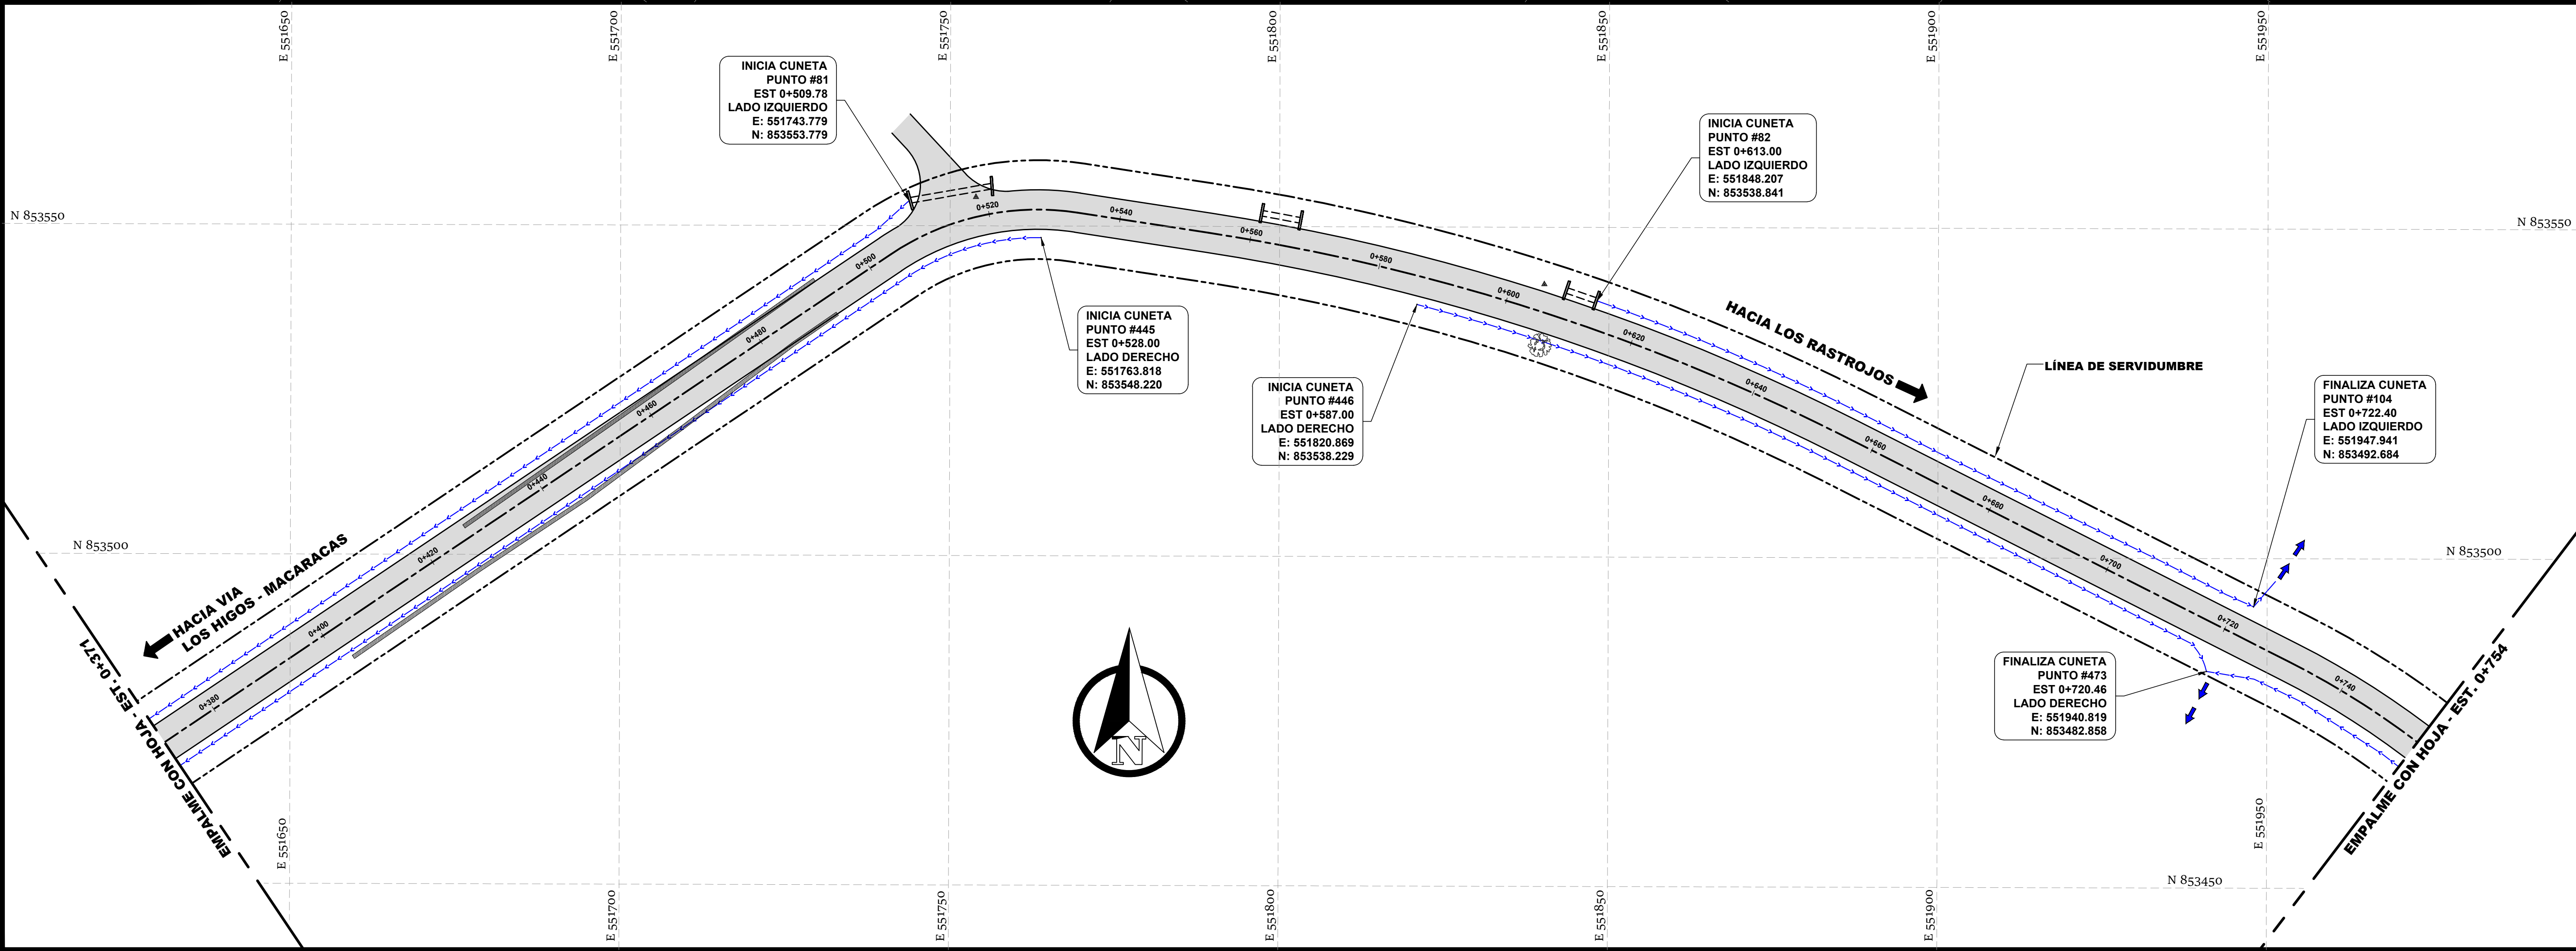 E 551650
E 551700
E 551750
E 551800
E 551850
E 551900
E 551950
INICIA CUNETA
PUNTO #81
EST 0+509.78
LADO IZQUIERDO
E: 551743.779
N: 853553.779
INICIA CUNETA
PUNTO #82
EST 0+613.00
LADO IZQUIERDO
E: 551848.207
N: 853538.841
N 853550
N 853550
0+520
0+540
0+560
0+500
0+580
0+600
0+620
0+480
0+640
0+460
0+660
0+440
0+680
0+420
0+700
0+400
0+720
0+380
0+740
HACIA LOS RASTROJOS
LÍNEA DE SERVIDUMBRE
INICIA CUNETA
PUNTO #445
EST 0+528.00
LADO DERECHO
E: 551763.818
N: 853548.220
INICIA CUNETA
PUNTO #446
EST 0+587.00
LADO DERECHO
E: 551820.869
N: 853538.229
FINALIZA CUNETA
PUNTO #104
EST 0+722.40
LADO IZQUIERDO
E: 551947.941
N: 853492.684
N 853500
N 853500
HACIA VIA
LOS HIGOS - MACARACAS
EMPALME CON HOJA - EST. 0+371
FINALIZA CUNETA
PUNTO #473
EST 0+720.46
LADO DERECHO
E: 551940.819
N: 853482.858
EMPALME CON HOJA - EST. 0+754
N
N 853450
E 551650
E 551700
E 551750
E 551800
E 551850
E 551900
E 551950